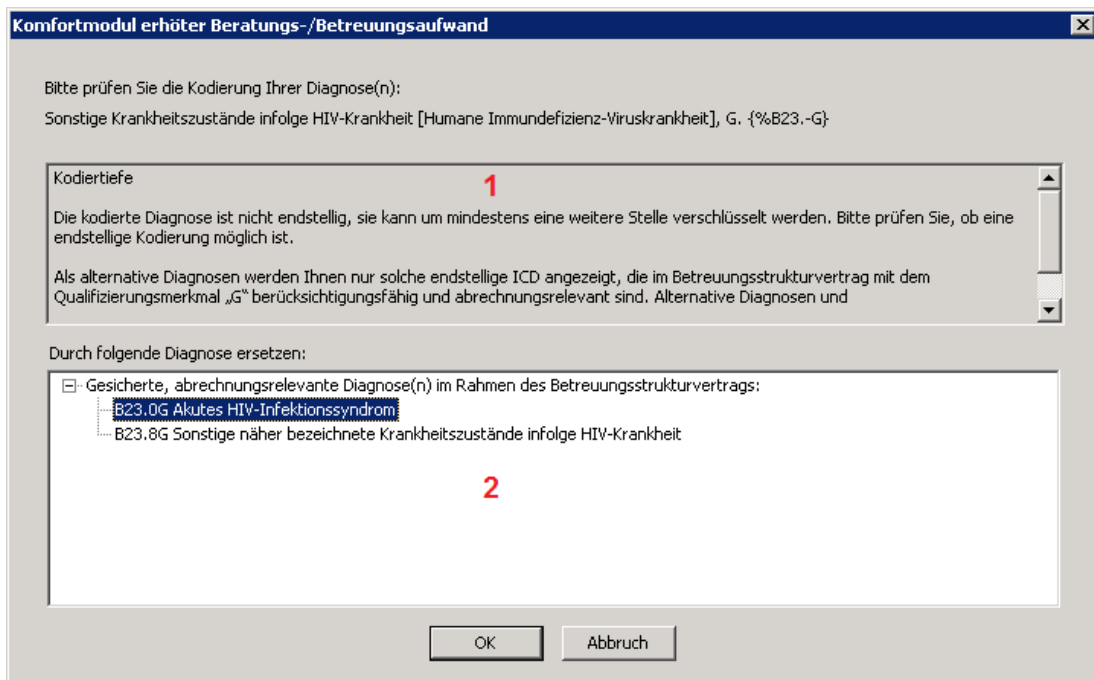 Komfortmodul erhöter Beratungs-/Betreuungsaufwand
Bitte prüfen Sie die Kodierung Ihrer Diagnose(n):
Sonstige Krankheitszustände infolge HIV-Krankheit [Humane Immundefizienz-Viruskrankheit], G. {%B23.-G}
Kodiertiefe
1
Die kodierte Diagnose ist nicht endstellig, sie kann um mindestens eine weitere Stelle verschlüsselt werden. Bitte prüfen Sie, ob eine
endstellige Kodierung möglich ist.
Als alternative Diagnosen werden Ihnen nur solche endstellige ICD angezeigt, die im Betreuungsstrukturvertrag mit dem
Qualifizierungsmerkmal „G“ berücksichtigungsfähig und abrechnungsrelevant sind. Alternative Diagnosen und
Durch folgende Diagnose ersetzen:
Gesicherte, abrechnungsrelevante Diagnose(n) im Rahmen des Betreuungsstrukturvertrags:
B23.0G Akutes HIV-Infektionssyndrom
B23.8G Sonstige näher bezeichnete Krankheitszustände infolge HIV-Krankheit
2
OK
Abbruch